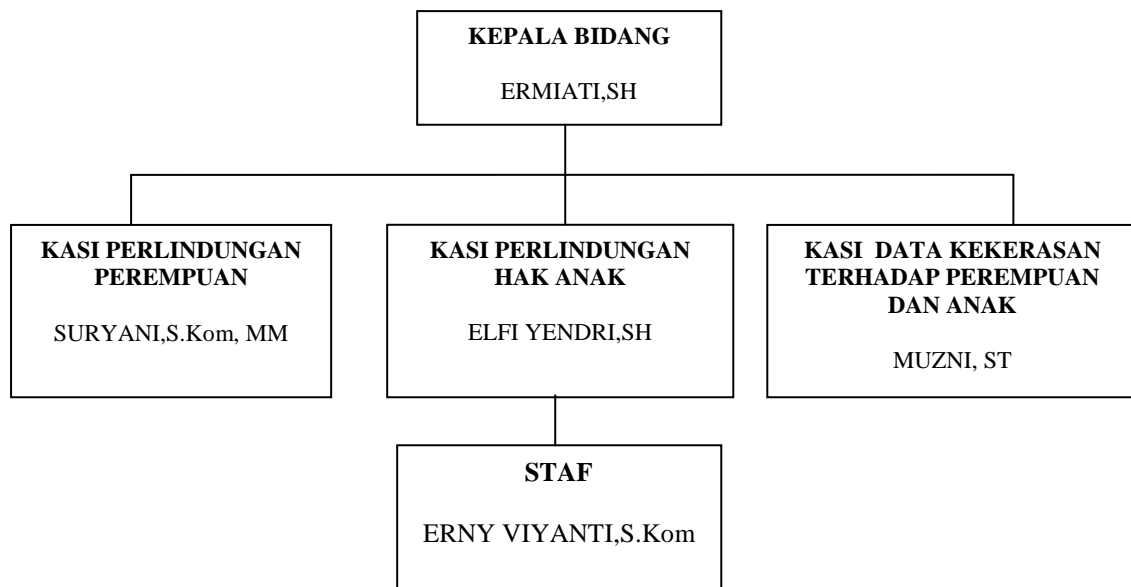 KEPALA BIDANG
ERMIATI,SH
KASI PERLINDUNGAN
PEREMPUAN
SURYANI,S.Kom, MM
KASI PERLINDUNGAN
HAK ANAK
ELFI YENDRI,SH
KASI DATA KEKERASAN
TERHADAP PEREMPUAN
DAN ANAK
MUZNI, ST
STAF
ERNY VIYANTI,S.Kom